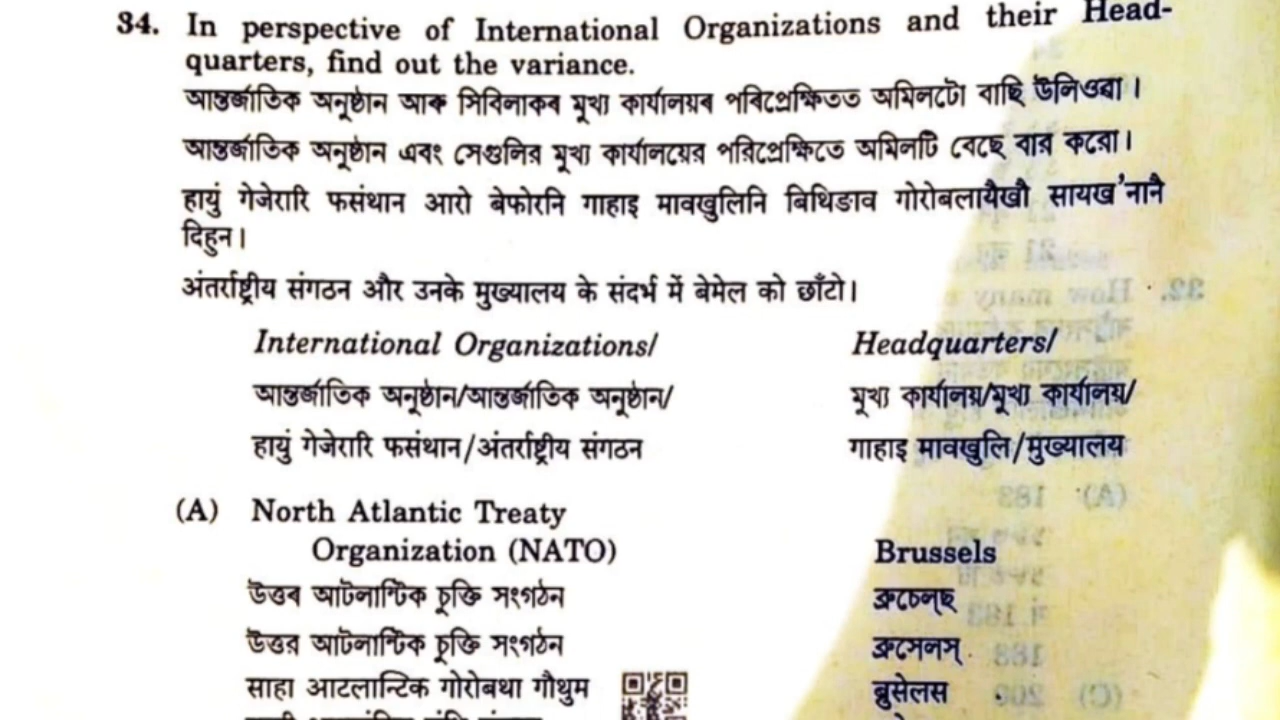 34. In perspective of International Organizations and their Head-
quarters, find out the variance.
আন্তৰ্জাতিক অনুষ্ঠান আৰু সিবিলাকৰ মুখ্য কাৰ্যালয়ৰ পৰিপ্ৰেক্ষিতত অমিলটো বাছি উলিওৱা।
আন্তর্জাতিক অনুষ্ঠান এবং সেগুলির মুখ্য কার্যালয়ের পরিপ্রেক্ষিতে অমিলটি বেছে বার করো।
हायुं गेजेरारि फसंथान आरो बेफोरनि गाहाइ मावखुलिनि बिथिङाव गोरोबलायैखौ सायख'नानै
दिहुन।
अंतर्राष्ट्रीय संगठन और उनके मुख्यालय के संदर्भ में बेमेल को छाँटो।
International Organizations/ Headquarters/
আন্তৰ্জাতিক অনুষ্ঠান/আন্তর্জাতিক অনুষ্ঠান/ মুখ্য কাৰ্যালয়/মুখ্য কার্যালয়/
हायुं गेजेरारि फसंथान/अंतर्राष्ट्रीय संगठन गाहाइ मावखुलि/मुख्यालय
(A) North Atlantic Treaty
Organization (NATO) Brussels
উত্তৰ আটলাণ্টিক চুক্তি সংগঠন ব্ৰুচেল্‌ছ
উত্তর আটলান্টিক চুক্তি সংগঠন ব্রুসেলস্
साहा आटलान्टिक गोरोबथा गौथुम ब्रुसेलस